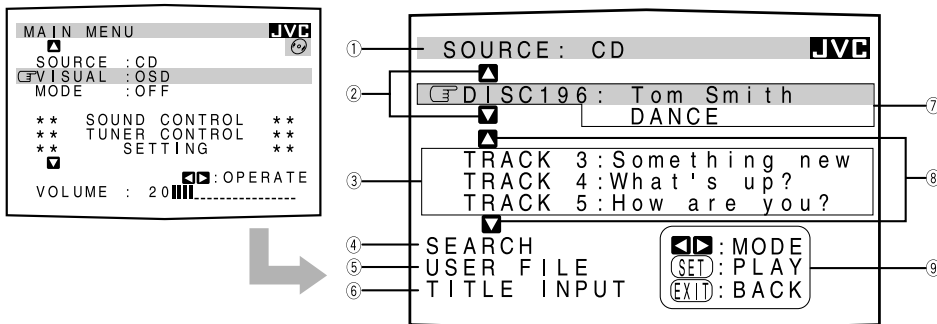 MAIN MENU JVC
SOURCE :CD
VISUAL :OSD
MODE :OFF
** SOUND CONTROL **
** TUNER CONTROL **
** SETTING **
:OPERATE
VOLUME : 20
① SOURCE: CD JVC
②
DISC196: Tom Smith
⑦
DANCE
③
TRACK 3:Something new
TRACK 4:What's up?
TRACK 5:How are you?
⑧
④ SEARCH
⑤ USER FILE
⑥ TITLE INPUT
:MODE
SET :PLAY
EXIT :BACK
⑨